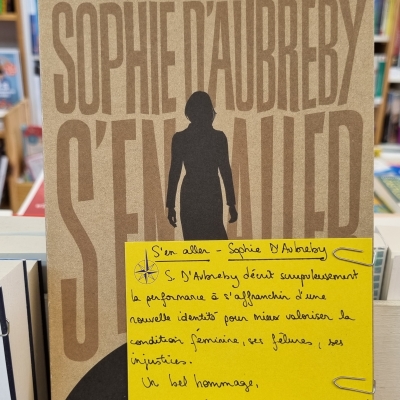 SOPHIE D'AUBREBY
S'EN ALLER
S'en aller - Sophie D'Aubreby
S. D'Aubreby décrit scrupuleusement
la performance à s'affranchir d'une
nouvelle identité pour mieux valoriser la
condition féminine, ses fêlures, ses
injustices.
Un bel hommage,